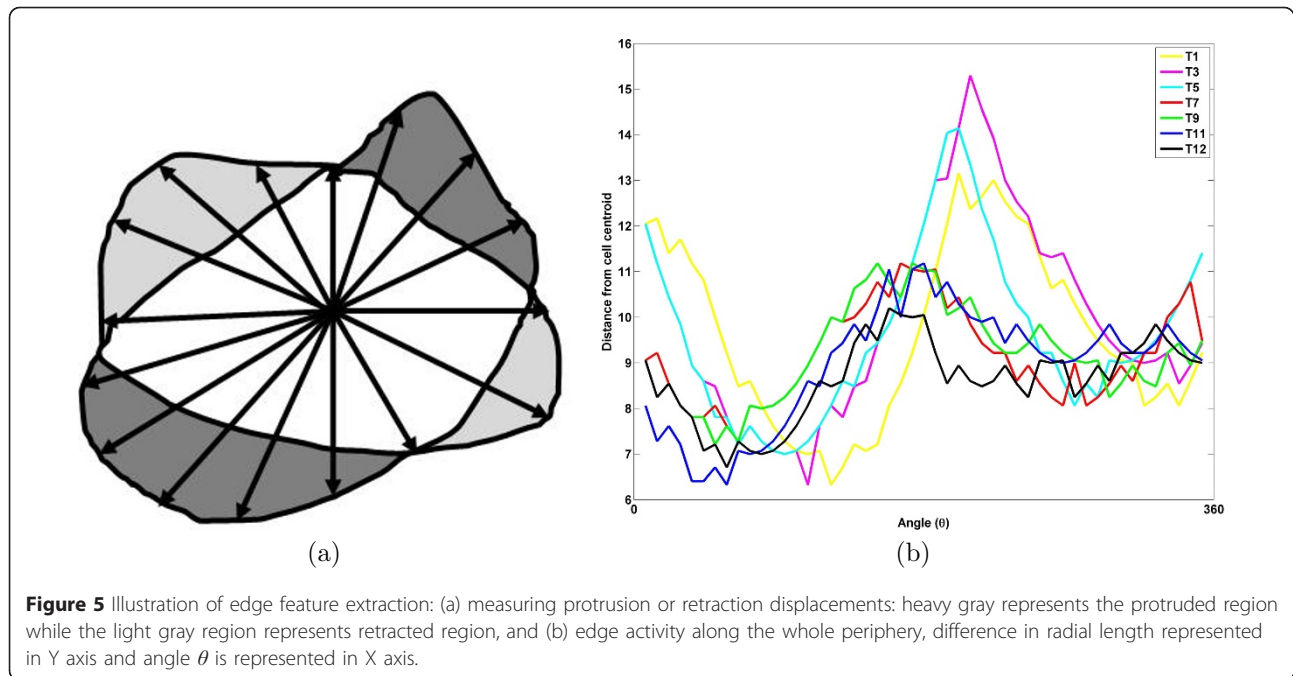 16
15
14
13
12
11
10
9
8
7
6
Distance from cell centroid
0
360
Angle (θ)
T1
T3
T5
T7
T9
T11
T12
(a)
(b)
Figure 5 Illustration of edge feature extraction: (a) measuring protrusion or retraction displacements: heavy gray represents the protruded region
while the light gray region represents retracted region, and (b) edge activity along the whole periphery, difference in radial length represented
in Y axis and angle θ is represented in X axis.